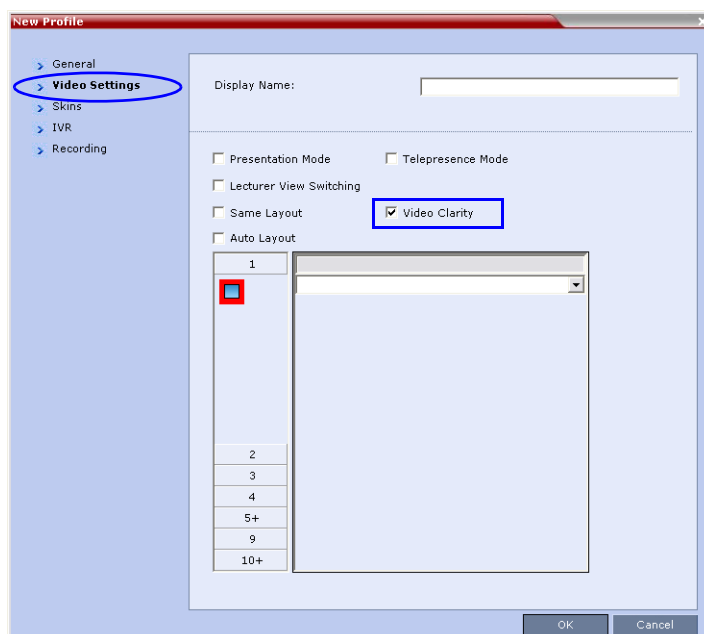 New Profile
General
Video Settings
Skins
IVR
Recording
Display Name:
Presentation Mode
Telepresence Mode
Lecturer View Switching
Same Layout
Video Clarity
Auto Layout
1
2
3
4
5+
9
10+
OK
Cancel